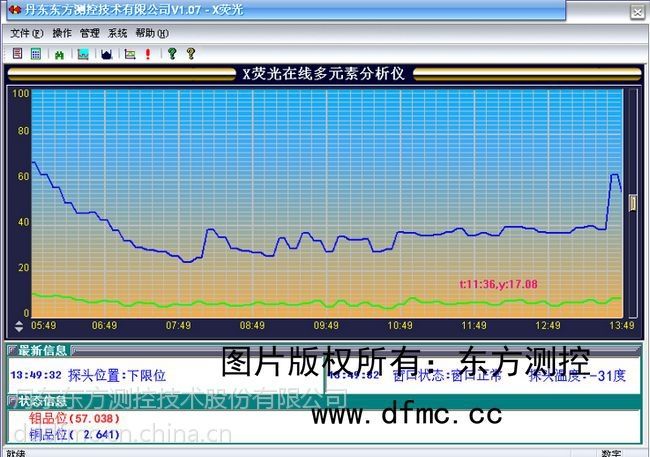 丹东东方测控技术有限公司V1.07 - X荧光
文件(F) 操作 管理 系统 帮助(H)
X荧光在线多元素分析仪
100
80
60
40
20
0
t:11:36,y:17.08
05:49 06:49 07:49 08:49 09:49 10:49 11:49 12:49 13:49
最新信息
图片版权所有：东方测控
13:49:32 探头位置:下限位
窗口状态:窗口正常 探头温度:-31度
丹东东方测控技术股份有限公司
状态信息
www.dfmc.cc
钼品位(57.038)
铜品位( 2.641)
.cn.china.cn
就绪
数字